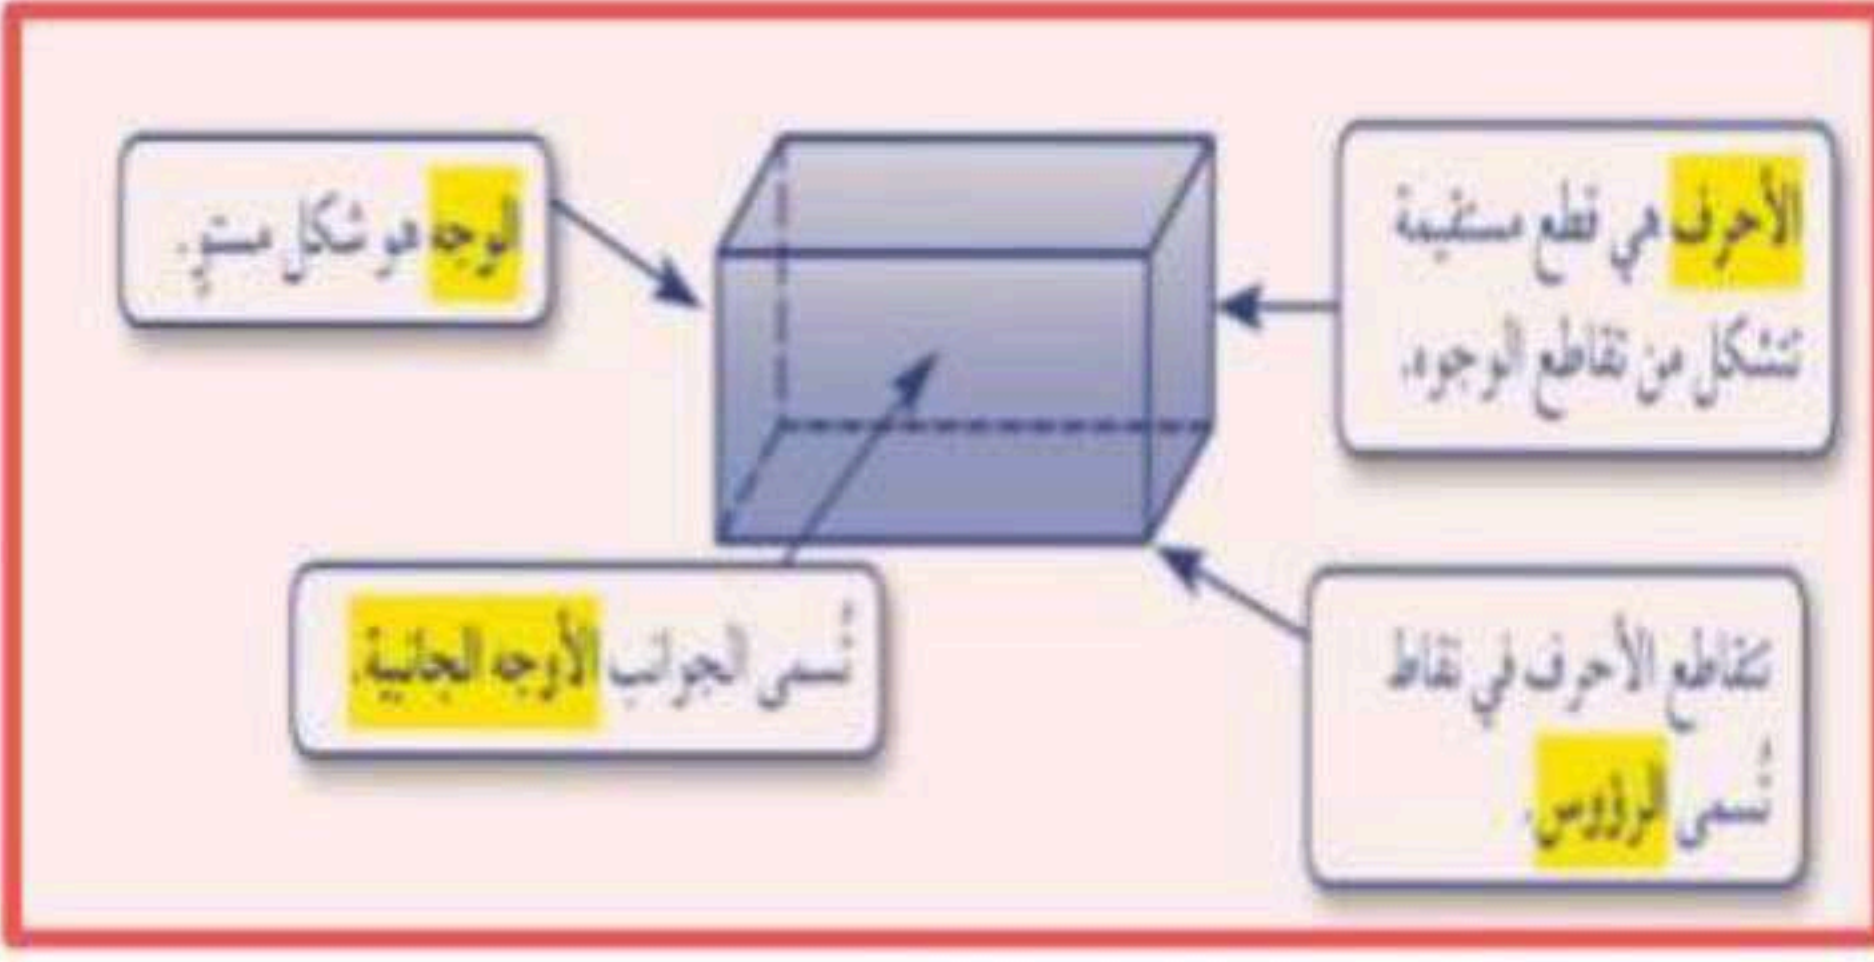 الأحرف هي قطع مستقيمة
تتشكل من تقاطع الوجوه.
الوجه هو شكل مستوٍ.
تُسمى الجوانب الأوجه الجانبية.
تتقاطع الأحرف في نقاط
تُسمى الرؤوس.